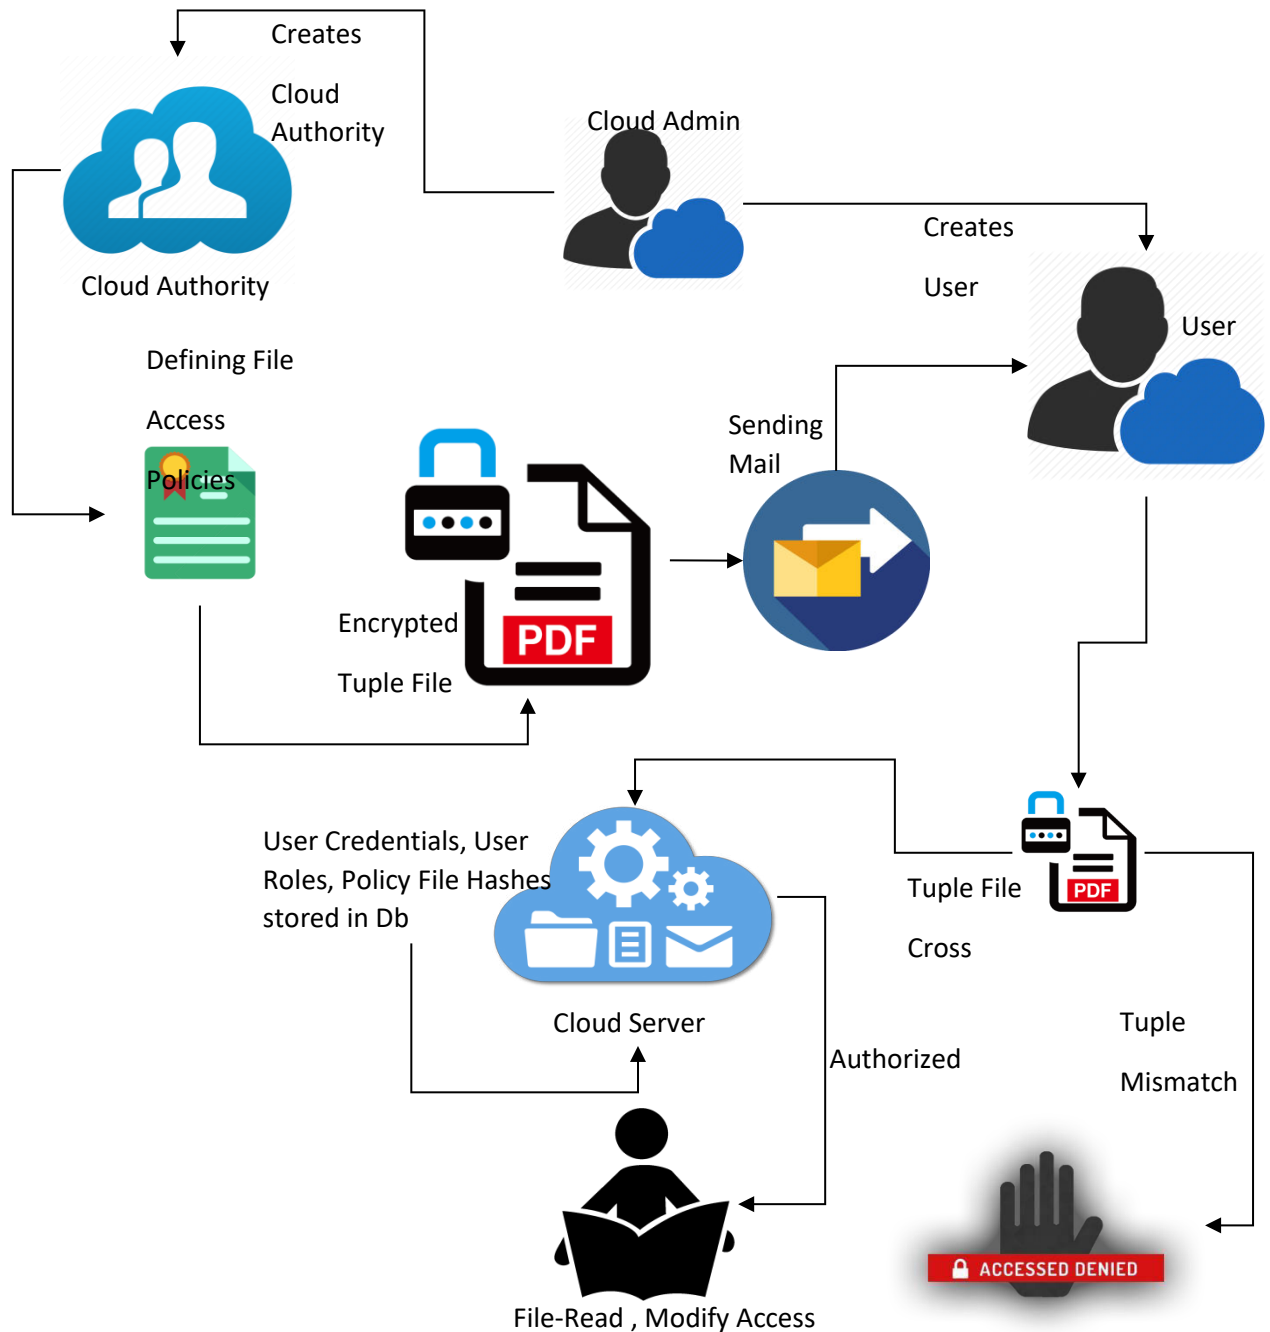 Creates
Cloud
Authority
Cloud Admin
Creates
User
Cloud Authority
User
Defining File
Access
Policies
Sending
Mail
Encrypted
Tuple File
PDF
User Credentials, User
Roles, Policy File Hashes
stored in Db
Tuple File
Cross
PDF
Cloud Server
Authorized
Tuple
Mismatch
ACCESSED DENIED
File-Read , Modify Access